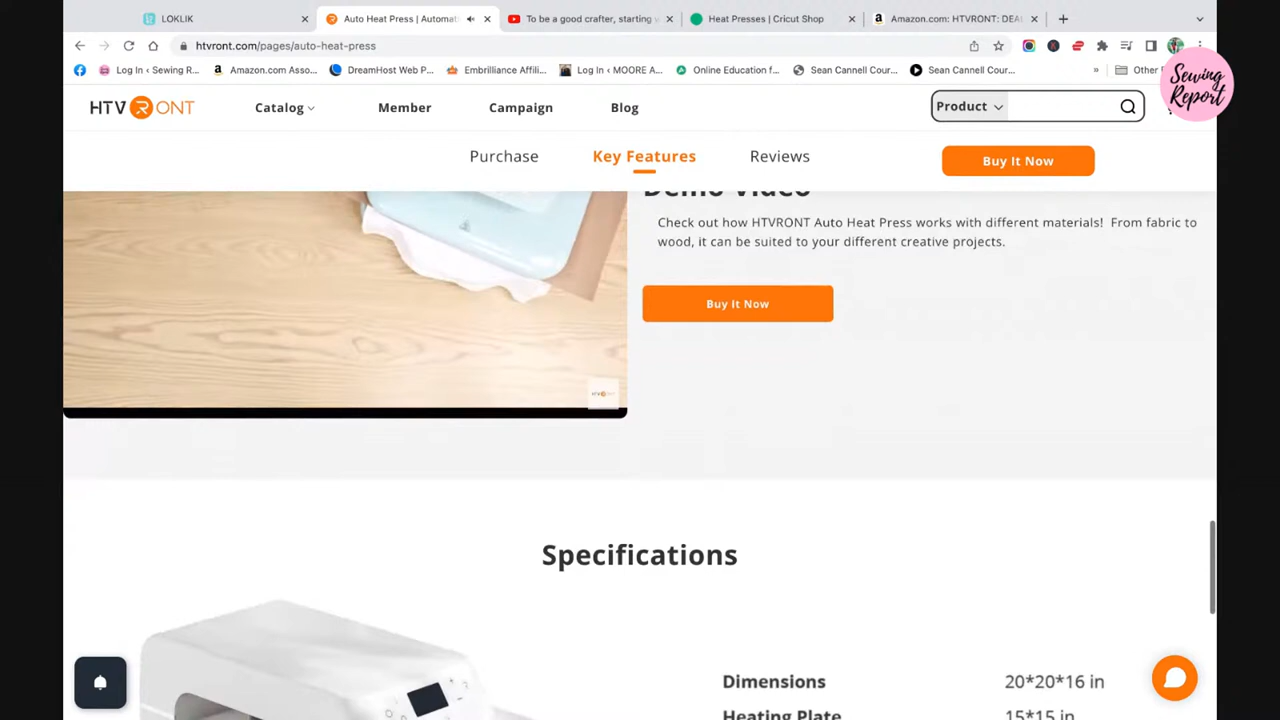 LOKLIK
Auto Heat Press | Automat
To be a good crafter, starting
Heat Presses | Cricut Shop
Amazon.com: HTVRONT: DEA
htvront.com/pages/auto-heat-press
Log In ‹ Sewing R...
Amazon.com Asso...
DreamHost Web P...
Embrilliance Affili...
Log In ‹ MOORE A...
Online Education f...
Sean Cannell Cour...
Sean Cannell Cour...
»
Other
Sewing
Report
HTVRONT
Catalog
Member
Campaign
Blog
Product
Purchase
Key Features
Reviews
Buy It Now
Demo Video
Check out how HTVRONT Auto Heat Press works with different materials! From fabric to
wood, it can be suited to your different creative projects.
Buy It Now
HTVRONT
Specifications
Dimensions 20*20*16 in
Heating Plate 15*15 in